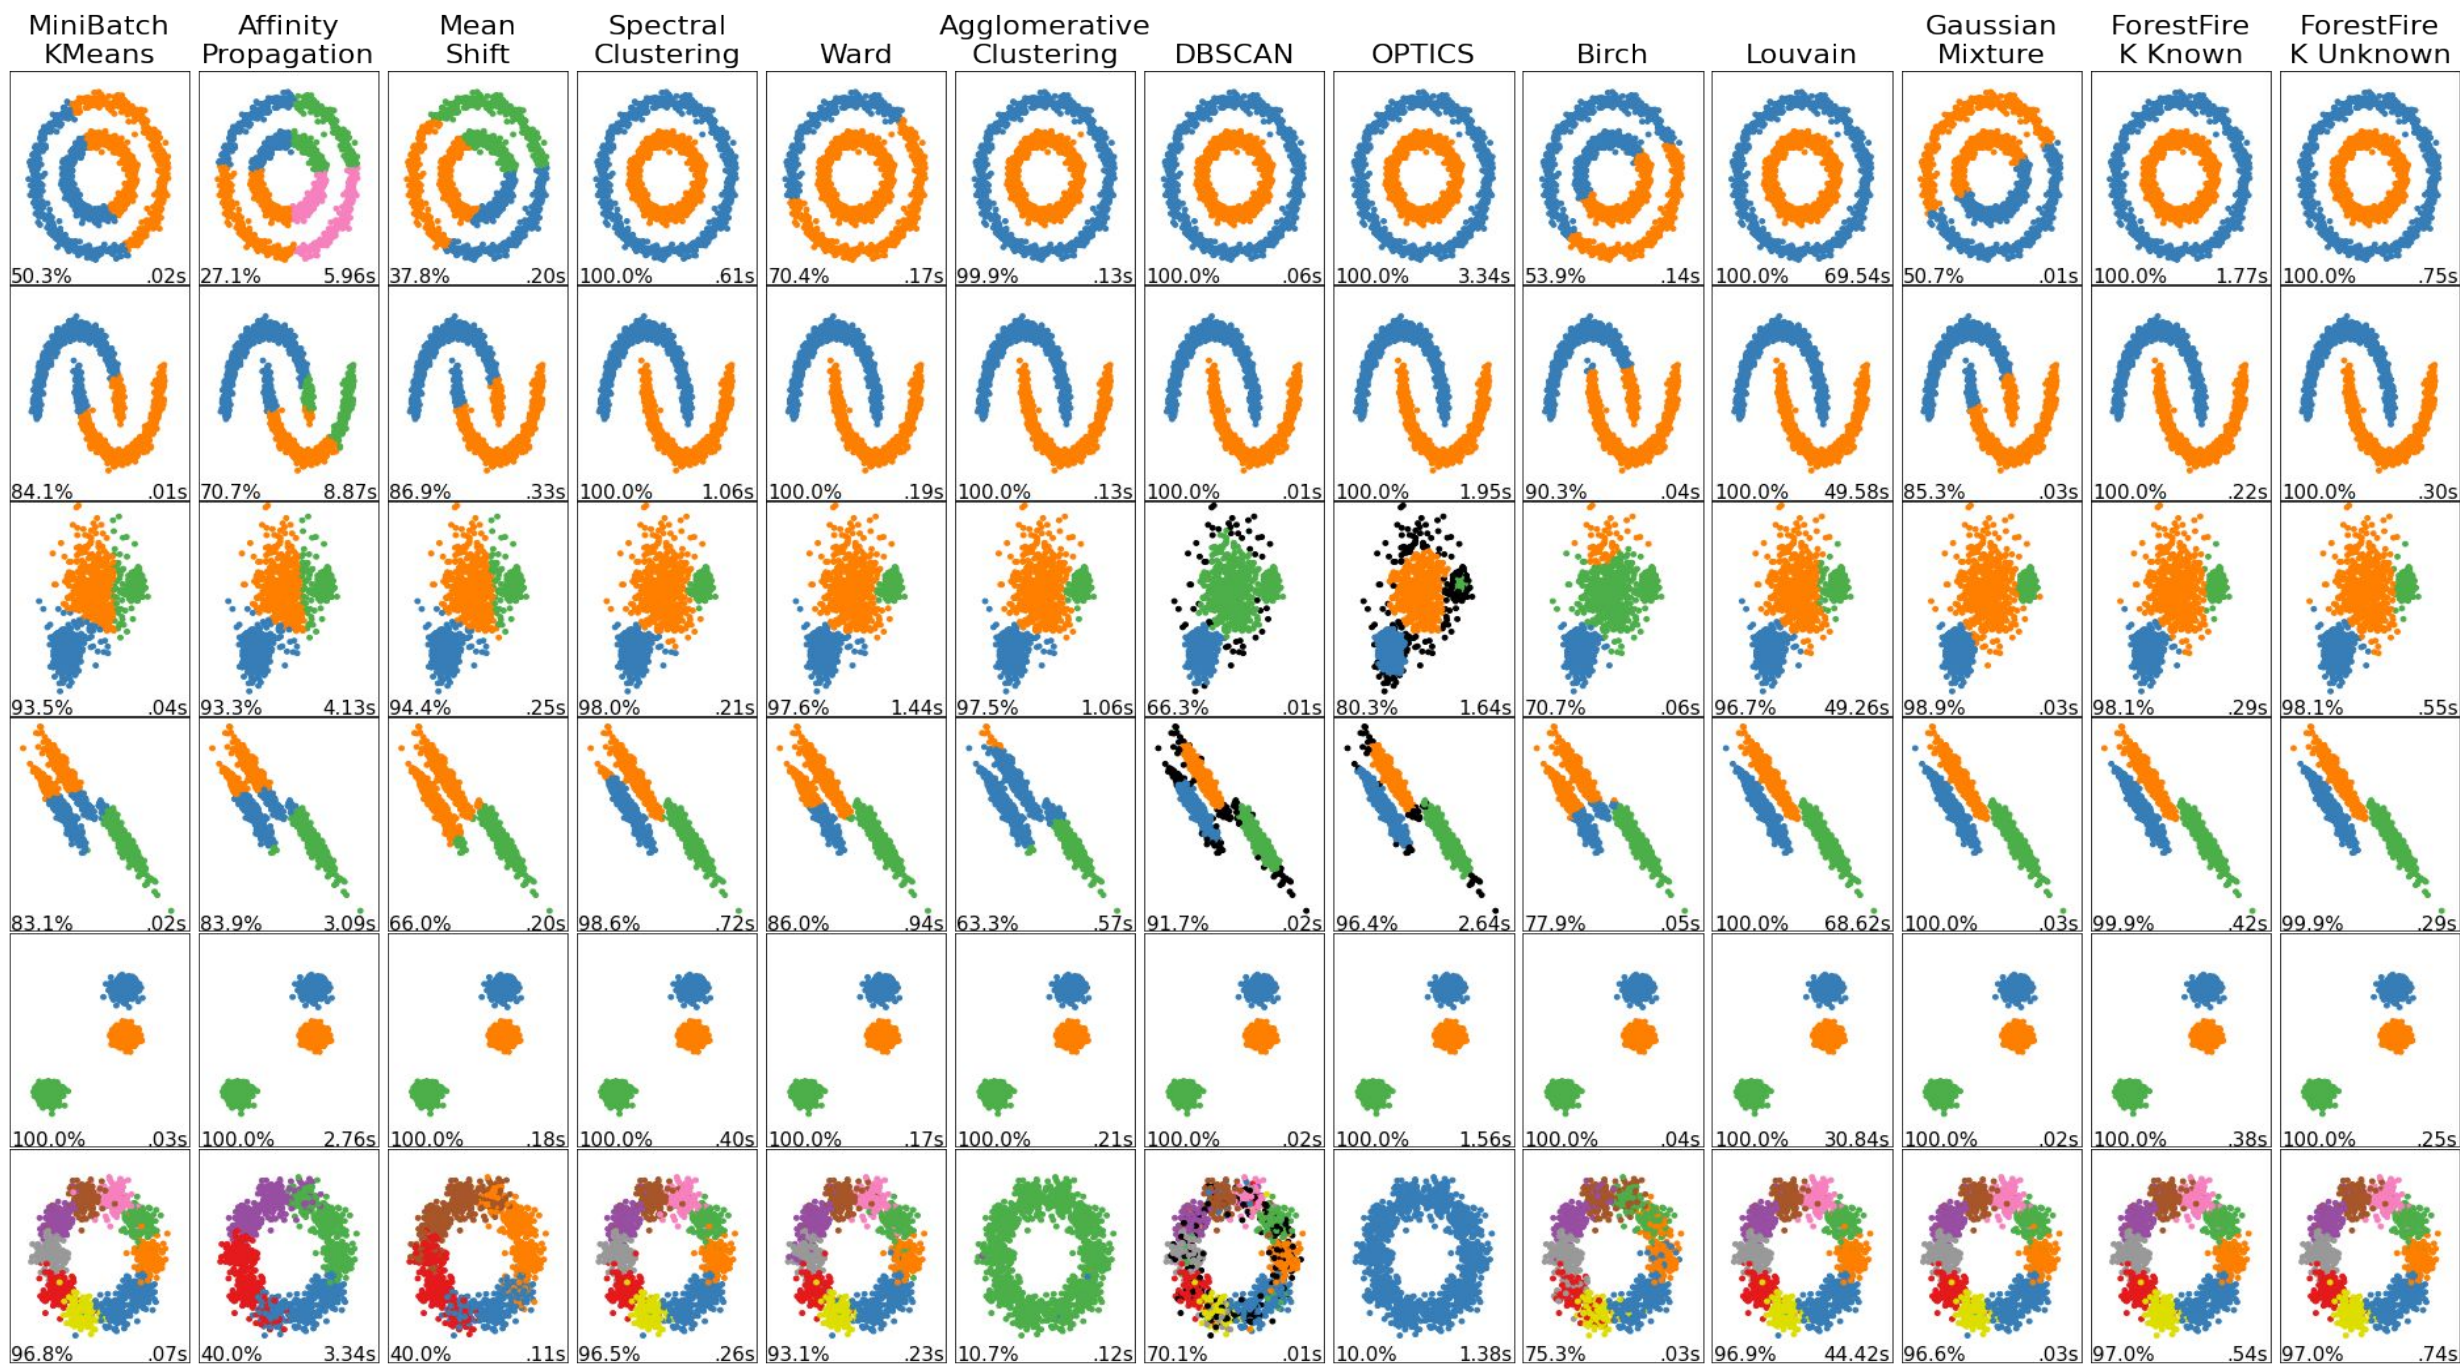 MiniBatch KMeans
Affinity Propagation
Mean Shift
Spectral Clustering
Ward
Agglomerative Clustering
DBSCAN
OPTICS
Birch
Louvain
Gaussian Mixture
ForestFire K Known
ForestFire K Unknown
50.3% .02s 27.1% 5.96s 37.8% .20s 100.0% .61s 70.4% .17s 99.9% .13s 100.0% .06s 100.0% 3.34s 53.9% .14s 100.0% 69.54s 50.7% .01s 100.0% 1.77s 100.0% .75s
84.1% .01s 70.7% 8.87s 86.9% .33s 100.0% 1.06s 100.0% .19s 100.0% .13s 100.0% .01s 100.0% 1.95s 90.3% .04s 100.0% 49.58s 85.3% .03s 100.0% .22s 100.0% .30s
93.5% .04s 93.3% 4.13s 94.4% .25s 98.0% .21s 97.6% 1.44s 97.5% 1.06s 66.3% .01s 80.3% 1.64s 70.7% .06s 96.7% 49.26s 98.9% .03s 98.1% .29s 98.1% .55s
83.1% .02s 83.9% 3.09s 66.0% .20s 98.6% .72s 86.0% .94s 63.3% .57s 91.7% .02s 96.4% 2.64s 77.9% .05s 100.0% 68.62s 100.0% .03s 99.9% .42s 99.9% .29s
100.0% .03s 100.0% 2.76s 100.0% .18s 100.0% .40s 100.0% .17s 100.0% .21s 100.0% .02s 100.0% 1.56s 100.0% .04s 100.0% 30.84s 100.0% .02s 100.0% .38s 100.0% .25s
96.8% .07s 40.0% 3.34s 40.0% .11s 96.5% .26s 93.1% .23s 10.7% .12s 70.1% .01s 10.0% 1.38s 75.3% .03s 96.9% 44.42s 96.6% .03s 97.0% .54s 97.0% .74s